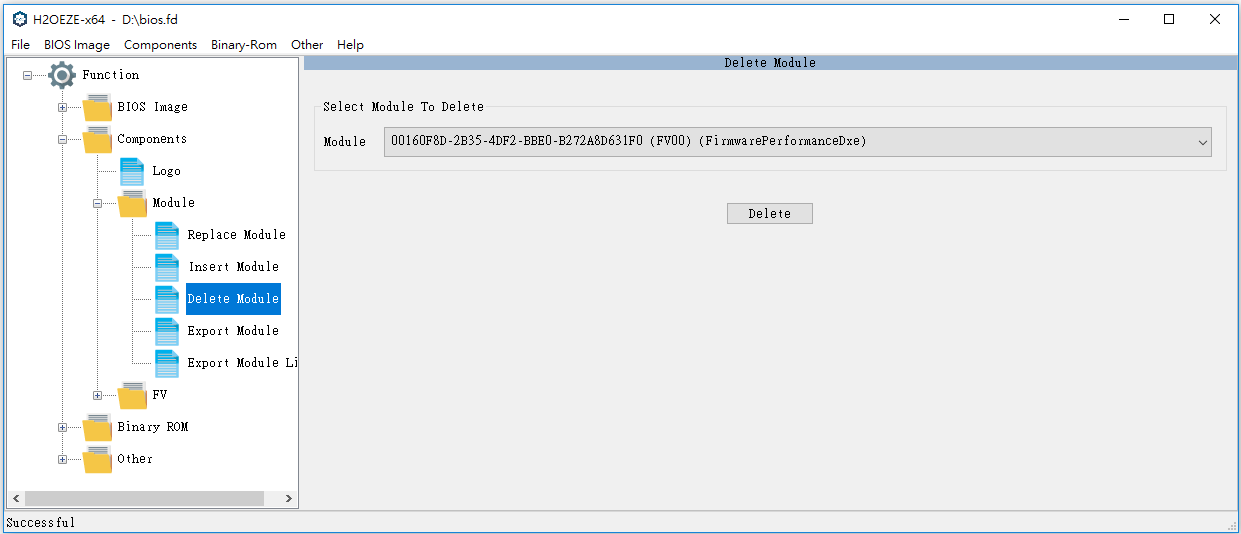 H2OEZE-x64 - D:\bios.fd
File BIOS Image Components Binary-Rom Other Help
Function
BIOS Image
Components
Logo
Module
Replace Module
Insert Module
Delete Module
Export Module
Export Module Li
FV
Binary ROM
Other
Delete Module
Select Module To Delete
Module 00160F8D-2B35-4DF2-BBE0-B272A8D631F0 (FV00) (FirmwarePerformanceDxe)
Delete
Successful